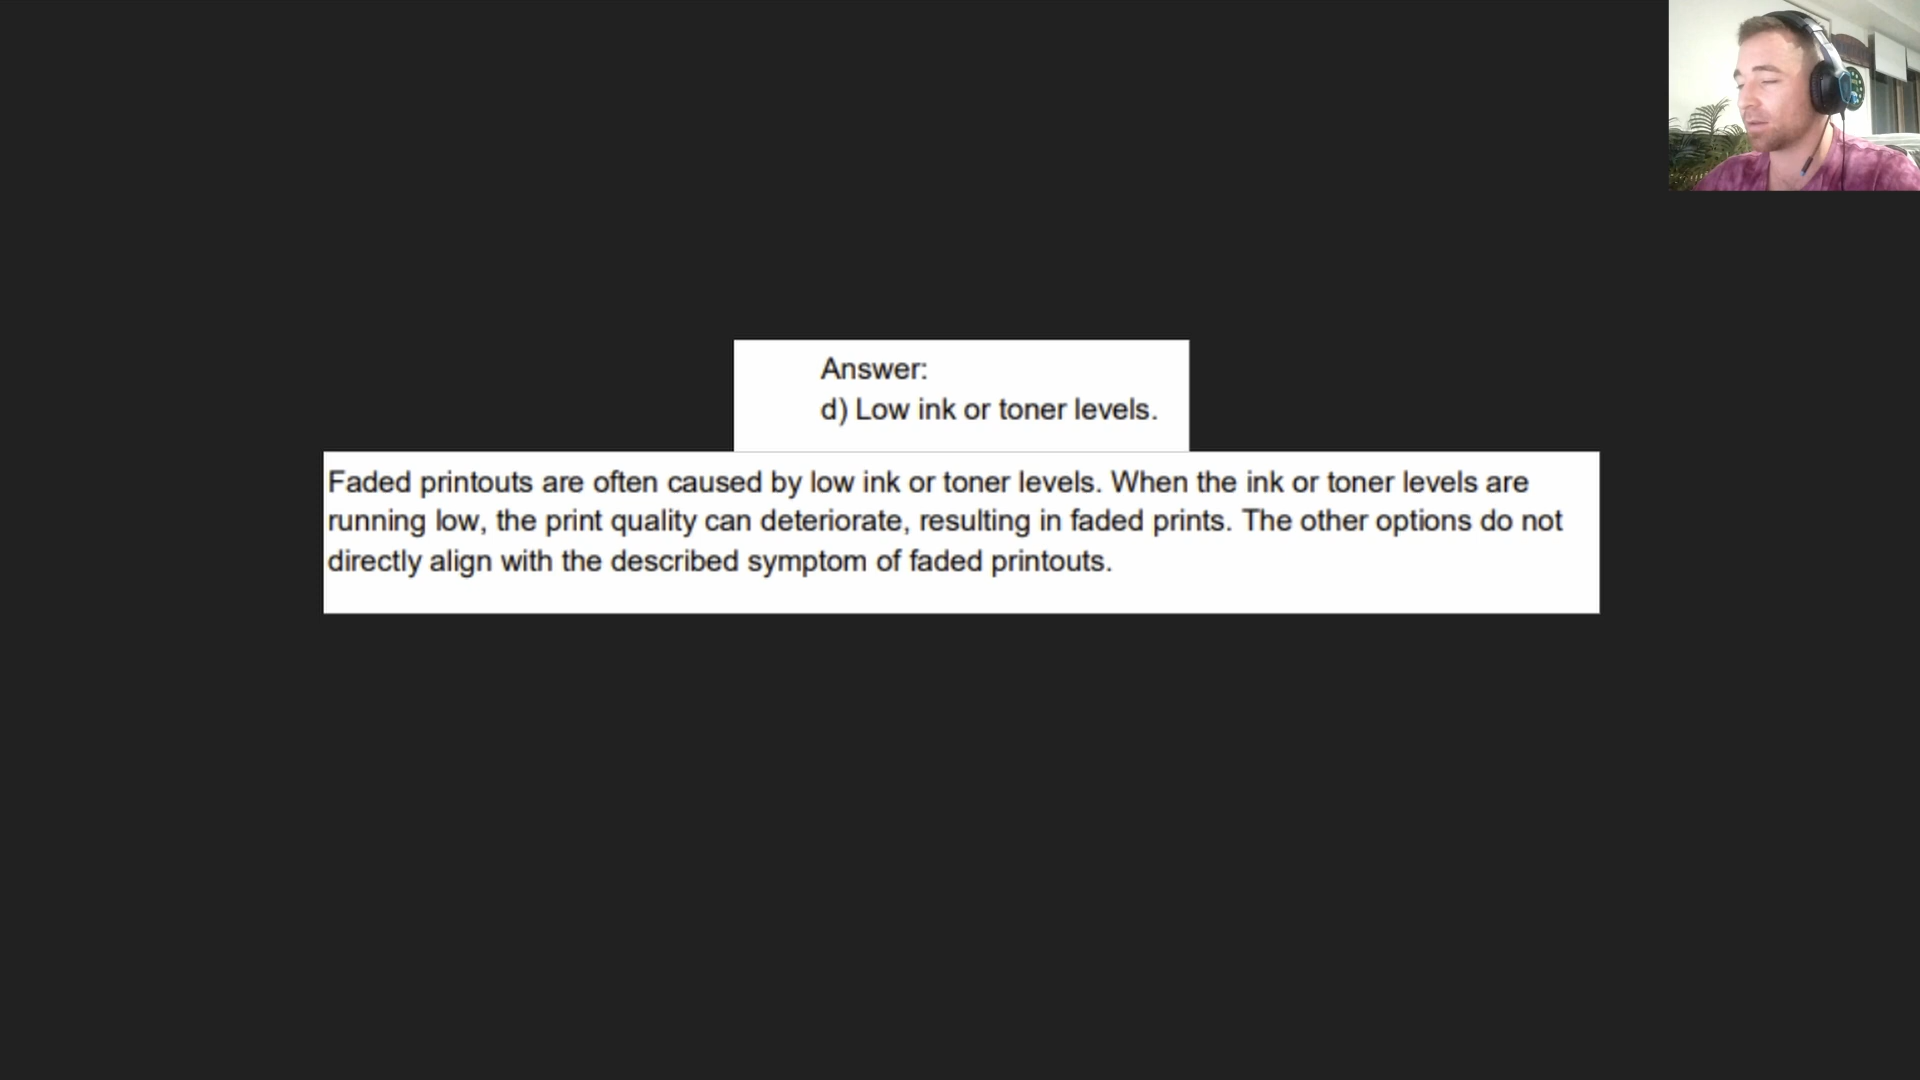 Answer:
d) Low ink or toner levels.
Faded printouts are often caused by low ink or toner levels. When the ink or toner levels are
running low, the print quality can deteriorate, resulting in faded prints. The other options do not
directly align with the described symptom of faded printouts.